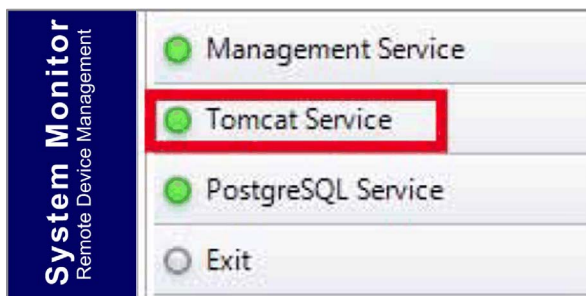 System Monitor
Remote Device Management
Management Service
Tomcat Service
PostgreSQL Service
Exit